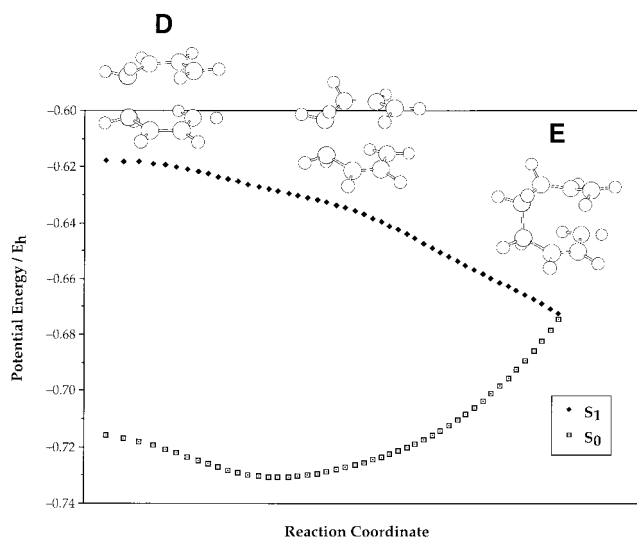 D
E
−0.60
−0.62
−0.64
−0.66
−0.68
−0.70
−0.72
−0.74
Potential Energy / Eh
S1
S0
Reaction Coordinate